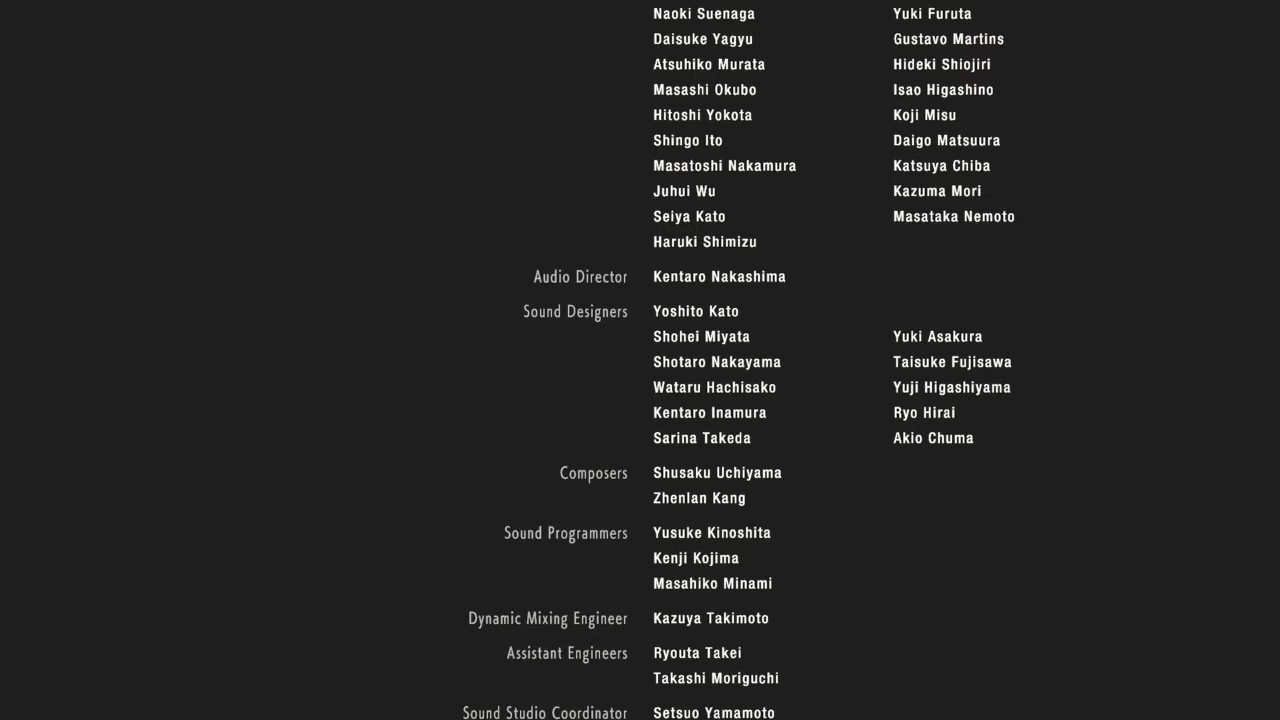 Naoki Suenaga Yuki Furuta
Daisuke Yagyu Gustavo Martins
Atsuhiko Murata Hideki Shiojiri
Masashi Okubo Isao Higashino
Hitoshi Yokota Koji Misu
Shingo Ito Daigo Matsuura
Masatoshi Nakamura Katsuya Chiba
Juhui Wu Kazuma Mori
Seiya Kato Masataka Nemoto
Haruki Shimizu
Audio Director Kentaro Nakashima
Sound Designers Yoshito Kato
Shohei Miyata Yuki Asakura
Shotaro Nakayama Taisuke Fujisawa
Wataru Hachisako Yuji Higashiyama
Kentaro Inamura Ryo Hirai
Sarina Takeda Akio Chuma
Composers Shusaku Uchiyama
Zhenlan Kang
Sound Programmers Yusuke Kinoshita
Kenji Kojima
Masahiko Minami
Dynamic Mixing Engineer Kazuya Takimoto
Assistant Engineers Ryouta Takei
Takashi Moriguchi
Sound Studio Coordinator Setsuo Yamamoto